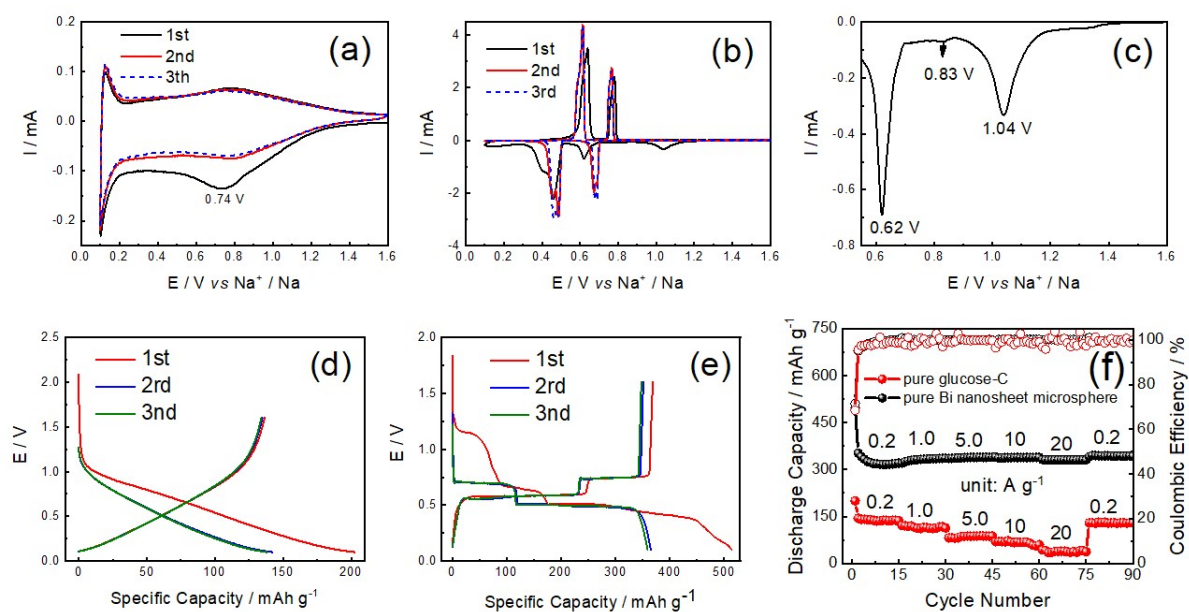 (a)
1st
2nd
3th
0.74 V
I / mA
0.2
0.1
0.0
-0.1
-0.2
0.0 0.2 0.4 0.6 0.8 1.0 1.2 1.4 1.6
E / V vs Na⁺ / Na
(b)
1st
2nd
3rd
I / mA
4
2
0
-2
-4
0.0 0.2 0.4 0.6 0.8 1.0 1.2 1.4 1.6
E / V vs Na⁺ / Na
(c)
0.83 V
1.04 V
0.62 V
I / mA
0.0
-0.2
-0.4
-0.6
-0.8
0.6 0.8 1.0 1.2 1.4 1.6
E / V vs Na⁺ / Na
(d)
1st
2rd
3nd
E / V
2.5
2.0
1.5
1.0
0.5
0.0
0 50 100 150 200
Specific Capacity / mAh g⁻¹
(e)
1st
2rd
3nd
E / V
2.0
1.5
1.0
0.5
0.0
0 100 200 300 400 500
Specific Capacity / mAh g⁻¹
(f)
pure glucose-C
pure Bi nanosheet microsphere
0.2 1.0 5.0 10 20 0.2
unit: A g⁻¹
0.2 1.0 5.0 10 20 0.2
Discharge Capacity / mAh g⁻¹
750
600
450
300
150
0
Coulombic Efficiency / %
100
80
60
40
20
0
0 15 30 45 60 75 90
Cycle Number